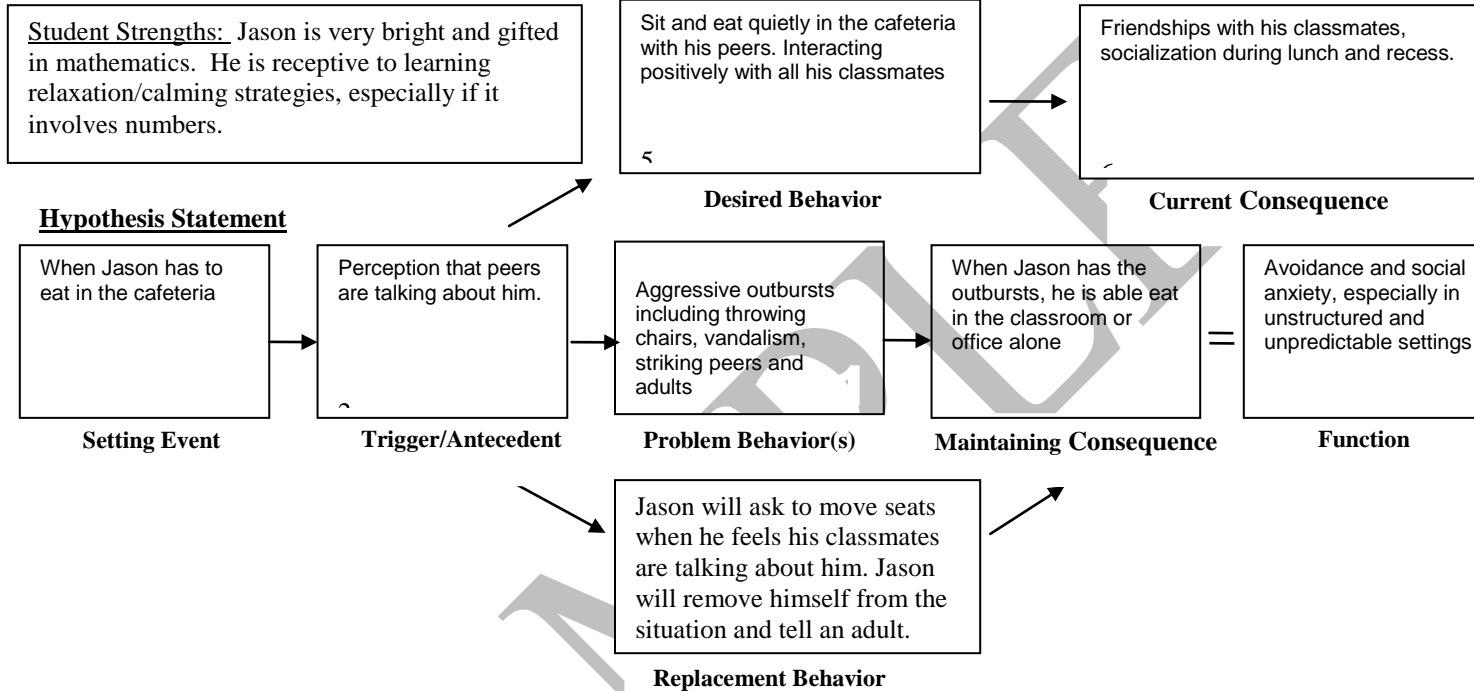 Student Strengths: Jason is very bright and gifted
in mathematics. He is receptive to learning
relaxation/calming strategies, especially if it
involves numbers.
Sit and eat quietly in the cafeteria
with his peers. Interacting
positively with all his classmates
5
Desired Behavior
Friendships with his classmates,
socialization during lunch and recess.
Current Consequence
Hypothesis Statement
When Jason has to
eat in the cafeteria
Setting Event
Perception that peers
are talking about him.
Trigger/Antecedent
Aggressive outbursts
including throwing
chairs, vandalism,
striking peers and
adults
Problem Behavior(s)
When Jason has the
outbursts, he is able eat
in the classroom or
office alone
Maintaining Consequence
=
Avoidance and social
anxiety, especially in
unstructured and
unpredictable settings
Function
Jason will ask to move seats
when he feels his classmates
are talking about him. Jason
will remove himself from the
situation and tell an adult.
Replacement Behavior